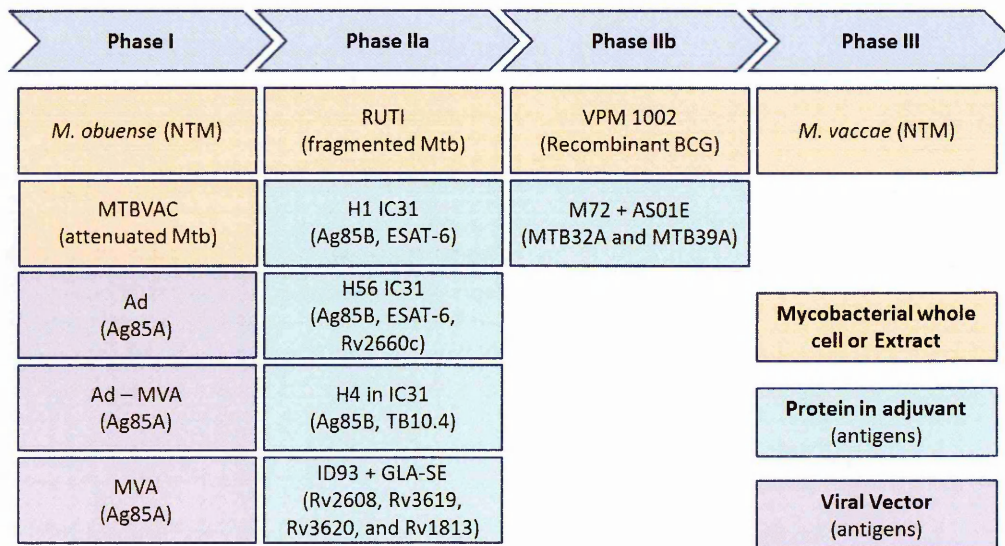 Phase I
Phase IIa
Phase IIb
Phase III
M. obuense (NTM)
RUTI
(fragmented Mtb)
VPM 1002
(Recombinant BCG)
M. vaccae (NTM)
MTBVAC
(attenuated Mtb)
H1 IC31
(Ag85B, ESAT-6)
M72 + AS01E
(MTB32A and MTB39A)
Ad
(Ag85A)
H56 IC31
(Ag85B, ESAT-6,
Rv2660c)
Mycobacterial whole
cell or Extract
Ad – MVA
(Ag85A)
H4 in IC31
(Ag85B, TB10.4)
Protein in adjuvant
(antigens)
MVA
(Ag85A)
ID93 + GLA-SE
(Rv2608, Rv3619,
Rv3620, and Rv1813)
Viral Vector
(antigens)